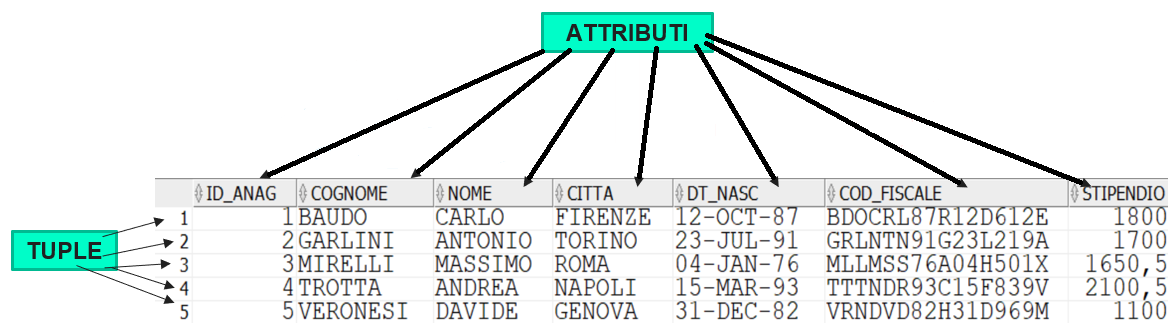 ATTRIBUTI
ID_ANAG COGNOME NOME CITTA DT_NASC COD_FISCALE STIPENDIO
1 1 BAUDO CARLO FIRENZE 12-OCT-87 BDOCRL87R12D612E 1800
TUPLE
2 2 GARLINI ANTONIO TORINO 23-JUL-91 GRLNTN91G23L219A 1700
3 3 MIRELLI MASSIMO ROMA 04-JAN-76 MLLMSS76A04H501X 1650,5
4 4 TROTTA ANDREA NAPOLI 15-MAR-93 TTTNDR93C15F839V 2100,5
5 5 VERONESI DAVIDE GENOVA 31-DEC-82 VRNDVD82H31D969M 1100